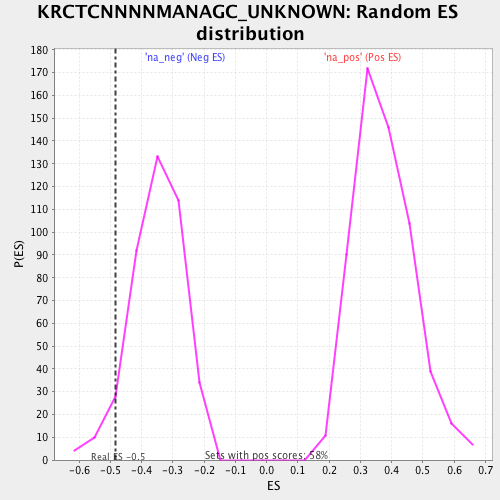 KRCTCNNNNMANAGC_UNKNOWN: Random ES
distribution
'na_neg' (Neg ES)
'na_pos' (Pos ES)
180
170
160
150
140
130
120
110
100
90
80
70
60
50
40
30
20
10
0
P(ES)
Real ES -0.5
Sets with pos scores: 58%
-0.6 -0.5 -0.4 -0.3 -0.2 -0.1 0.0 0.1 0.2 0.3 0.4 0.5 0.6 0.7
ES